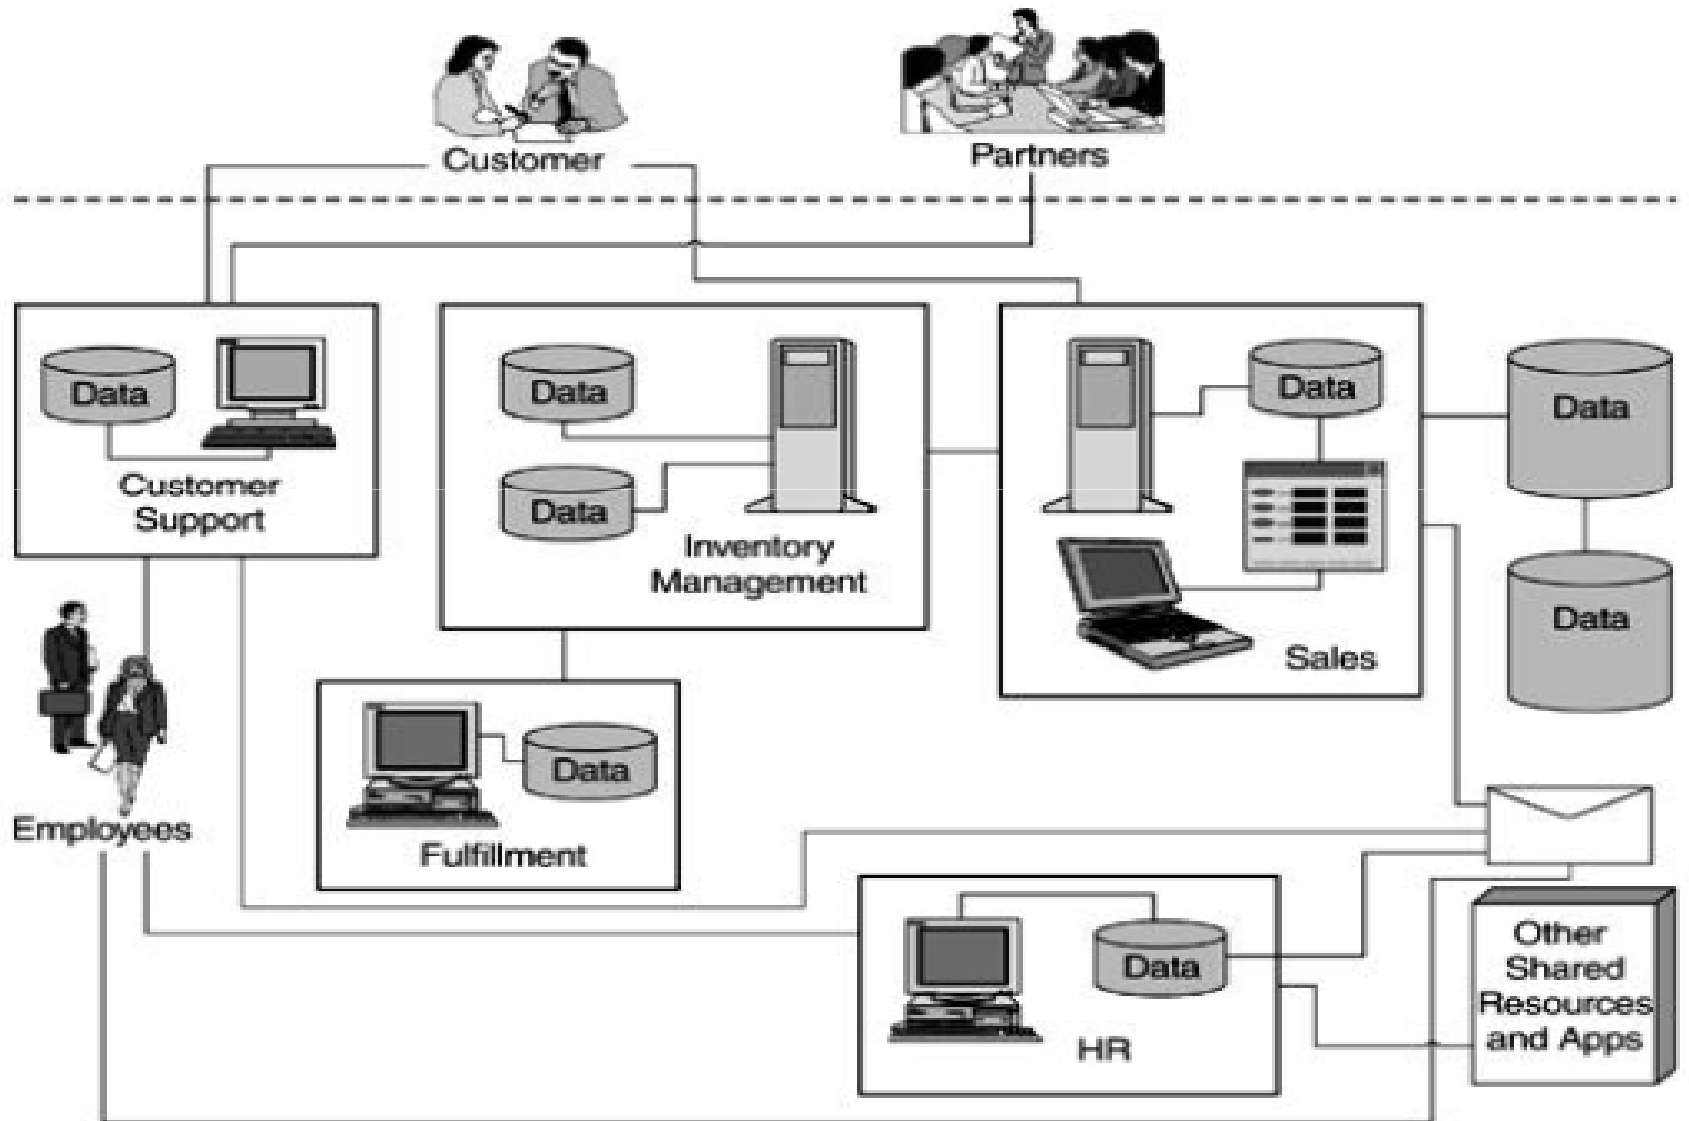 Customer
Partners
Data
Customer
Support
Data
Data
Inventory
Management
Data
Sales
Data
Data
Employees
Data
Fulfillment
Data
HR
Other
Shared
Resources
and Apps